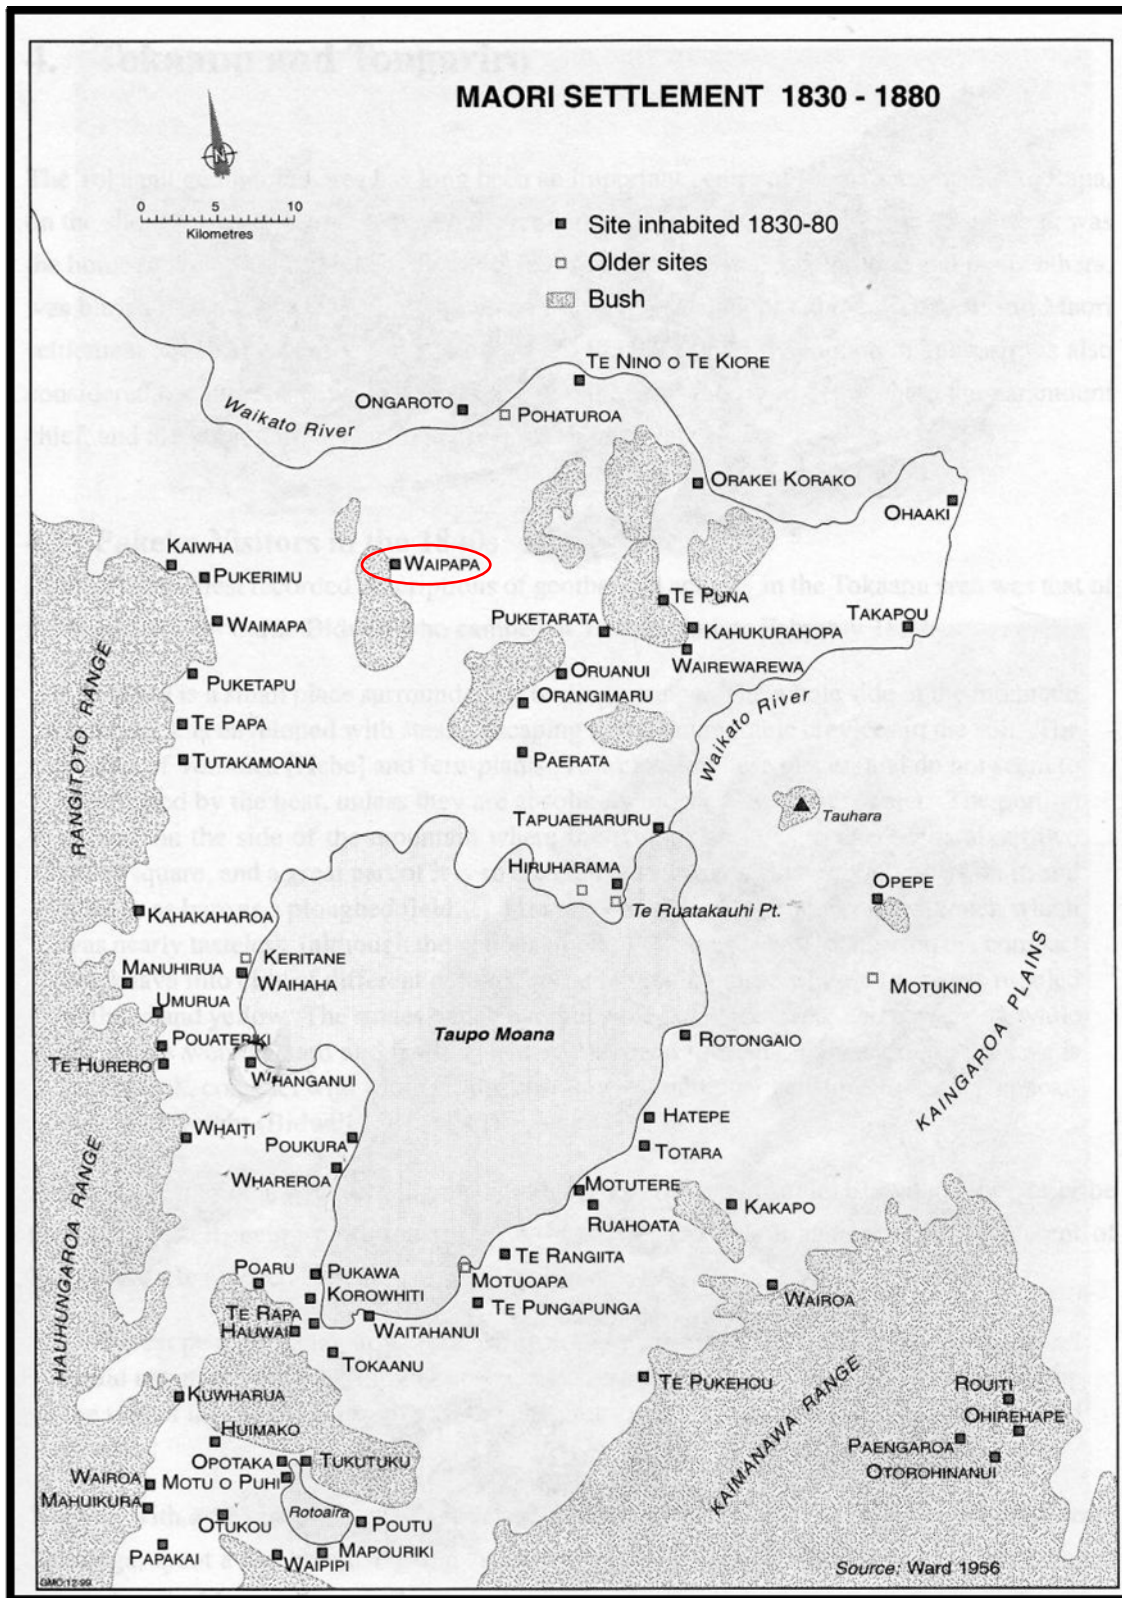 MAORI SETTLEMENT 1830 - 1880
N
0 5 10
Kilometres
Site inhabited 1830-80
Older sites
Bush
TE NINO O TE KIORE
ONGAROTO
POHATUROA
Waikato River
ORAKEI KORAKO
OHAAKI
KAIWHA
WAIPAPA
PUKERIMU
TE PUNA
WAIMAPA
PUKETARATA
KAHUKURAHOPA
TAKAPOU
WAIREWAREWA
PUKETAPU
ORUANUI
ORANGIMARU
Waikato River
RANGITOTO RANGE
TE PAPA
TUTAKAMOANA
PAERATA
Tauhara
TAPUAEHARURU
HIRUHARAMA
OPEPE
Te Ruatakauhi Pt.
KAHAKAHAROA
KERITANE
MANUHIRUA
WAIHAHA
MOTUKINO
UMURUA
KAINGAROA PLAINS
POUATERIKI
Taupo Moana
ROTONGAIO
TE HURERO
WHANGANUI
HATEPE
WHAITI
POUKURA
TOTARA
WHAREROA
MOTUTERE
HAUHUNGAROA RANGE
RUAHOATA
KAKAPO
TE RANGIITA
POARU
PUKAWA
MOTUOAPA
WAIROA
KOROWHITI
TE PUNGAPUNGA
TE RAPA
HAUWAI
WAITAHANUI
TOKAANU
TE PUKEHOU
ROUITI
KUWHARUA
OHIREHAPE
KAIMANAWA RANGE
HUIMAKO
PAENGAROA
OPOTAKA
TUKUTUKU
OTOROHINANUI
WAIROA
MOTU O PUHI
MAHUIKURA
Rotoaira
OTUKOU
POUTU
PAPAKAI
WAIPIPI
MAPOURIKI
Source: Ward 1956
GMO:12-99